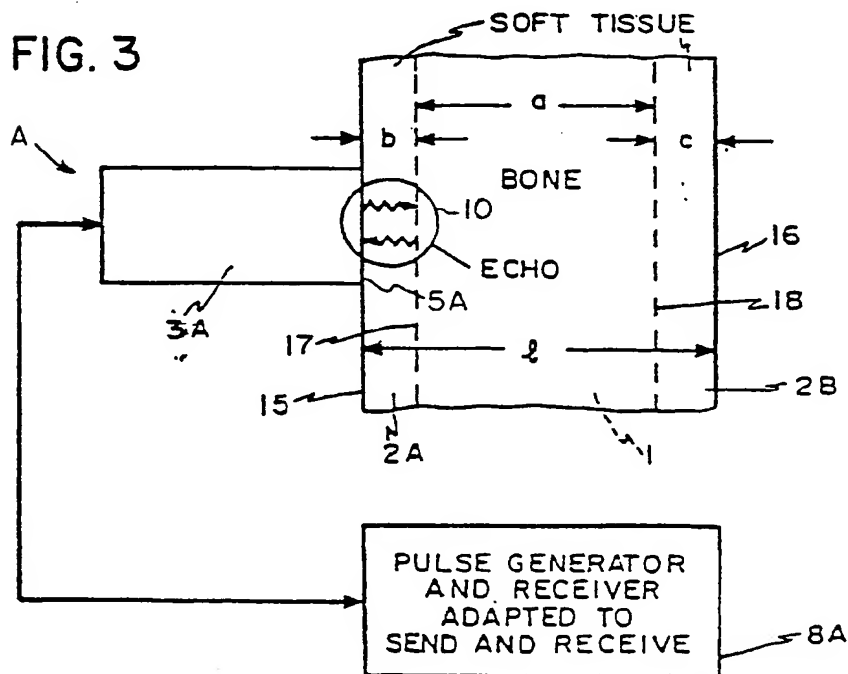 FIG. 3
SOFT TISSUE
A
a
b
c
BONE
10
16
ECHO
5A
18
3A
17
ℓ
15
2B
2A
1
PULSE GENERATOR
AND RECEIVER
ADAPTED TO
SEND AND RECEIVE
8A